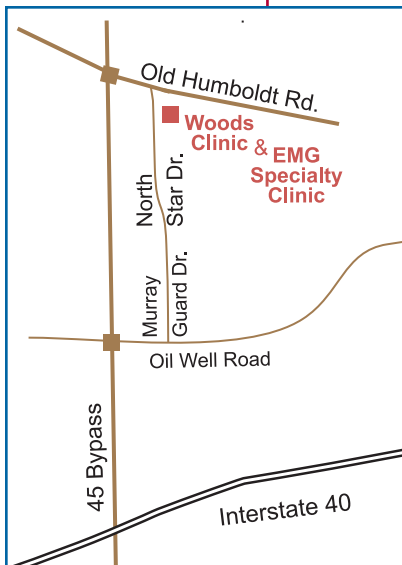 Old Humboldt Rd.
Woods
Clinic & EMG
Specialty
Clinic
North
Star Dr.
Murray
Guard Dr.
Oil Well Road
45 Bypass
Interstate 40